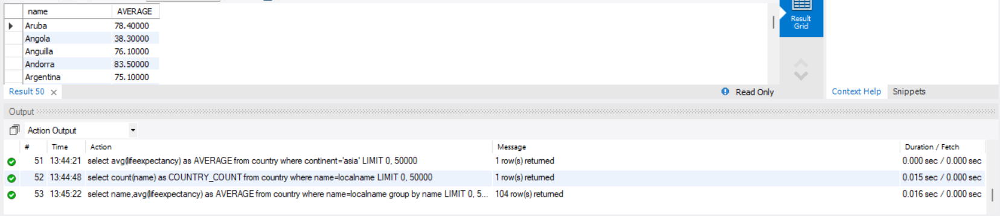 name AVERAGE
Aruba 78.40000
Angola 38.30000
Anguilla 76.10000
Andorra 83.50000
Argentina 75.10000
Result Grid
Result 50
Read Only
Context Help Snippets
Output
Action Output
# Time Action Message Duration / Fetch
51 13:44:21 select avg(lifeexpectancy) as AVERAGE from country where continent='asia' LIMIT 0, 50000 1 row(s) returned 0.000 sec / 0.000 sec
52 13:44:48 select count(name) as COUNTRY_COUNT from country where name=localname LIMIT 0, 50000 1 row(s) returned 0.015 sec / 0.000 sec
53 13:45:22 select name,avg(lifeexpectancy) as AVERAGE from country where name=localname group by name LIMIT 0, 5... 104 row(s) returned 0.016 sec / 0.000 sec